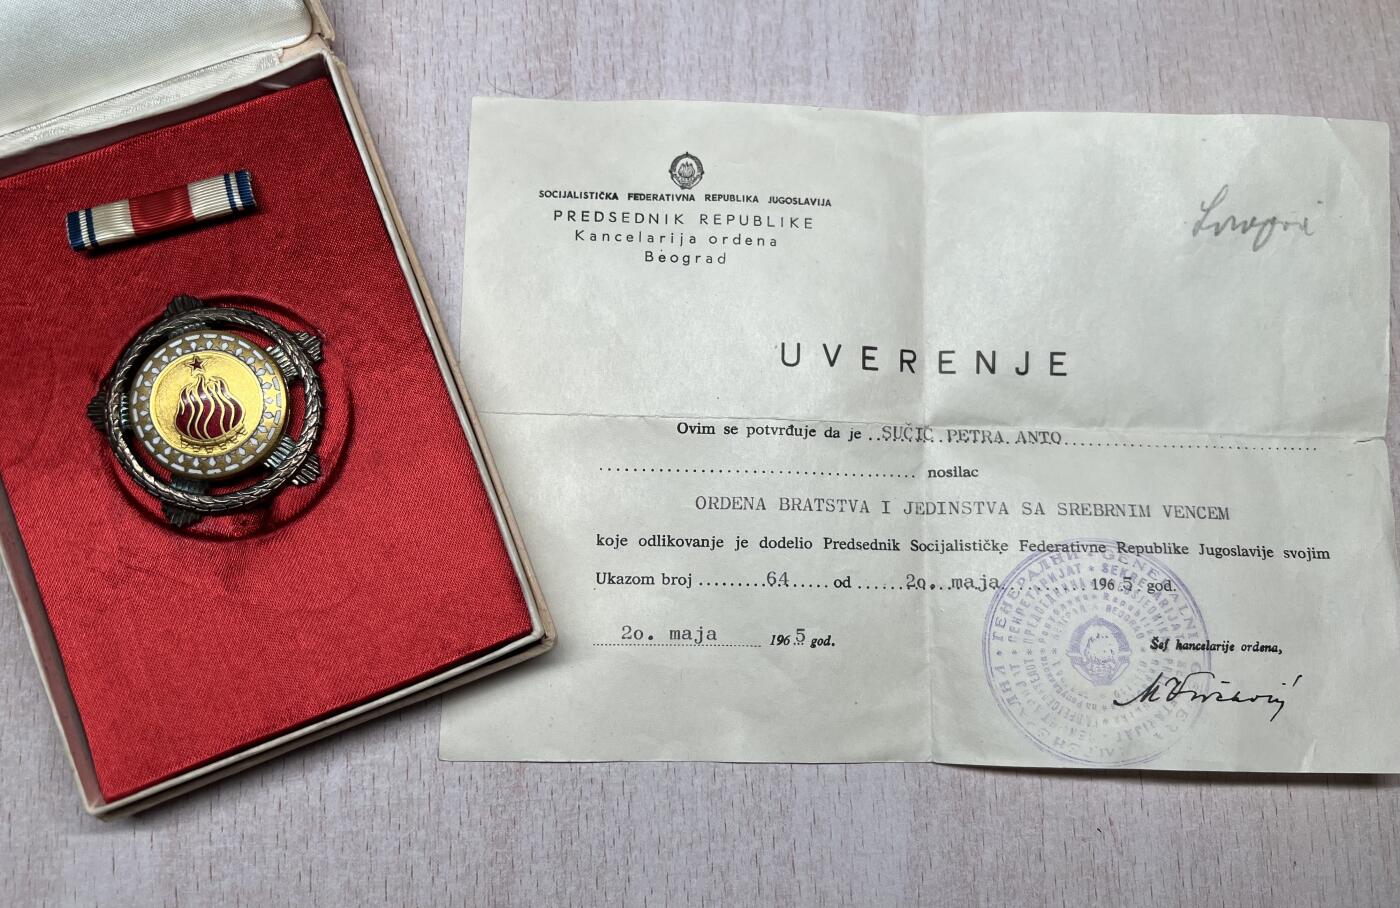 SOCIJALISTIČKA FEDERATIVNA REPUBLIKA JUGOSLAVIJA
PREDSEDNIK REPUBLIKE
Kancelarija ordena
Beograd
UVERENJE
Ovim se potvrđuje da je ..SUČIĆ.PETRA.ANTO..................................
........................................ nosilac
ORDENA BRATSTVA I JEDINSTVA SA SREBRNIM VENCEM
koje odlikovanje je dodelio Predsednik Socijalističke Federativne Republike Jugoslavije svojim
Ukazom broj .........64..... od ......2o..maja........... 1965. god.
2o. maja 1965 god.
Šef kancelarije ordena,